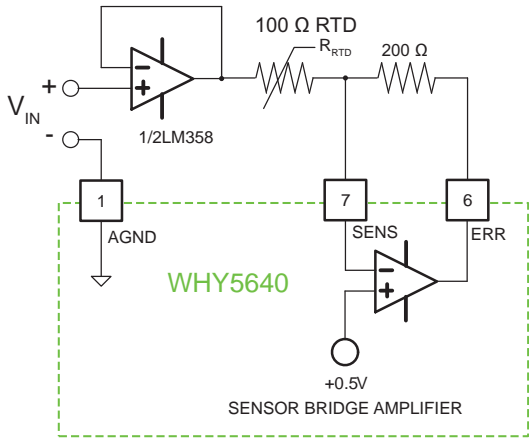 100 Ω RTD
R_RTD
200 Ω
−
+
+
V_IN
-
1/2LM358
1
7
6
AGND
SENS
ERR
WHY5640
−
+
+0.5V
SENSOR BRIDGE AMPLIFIER